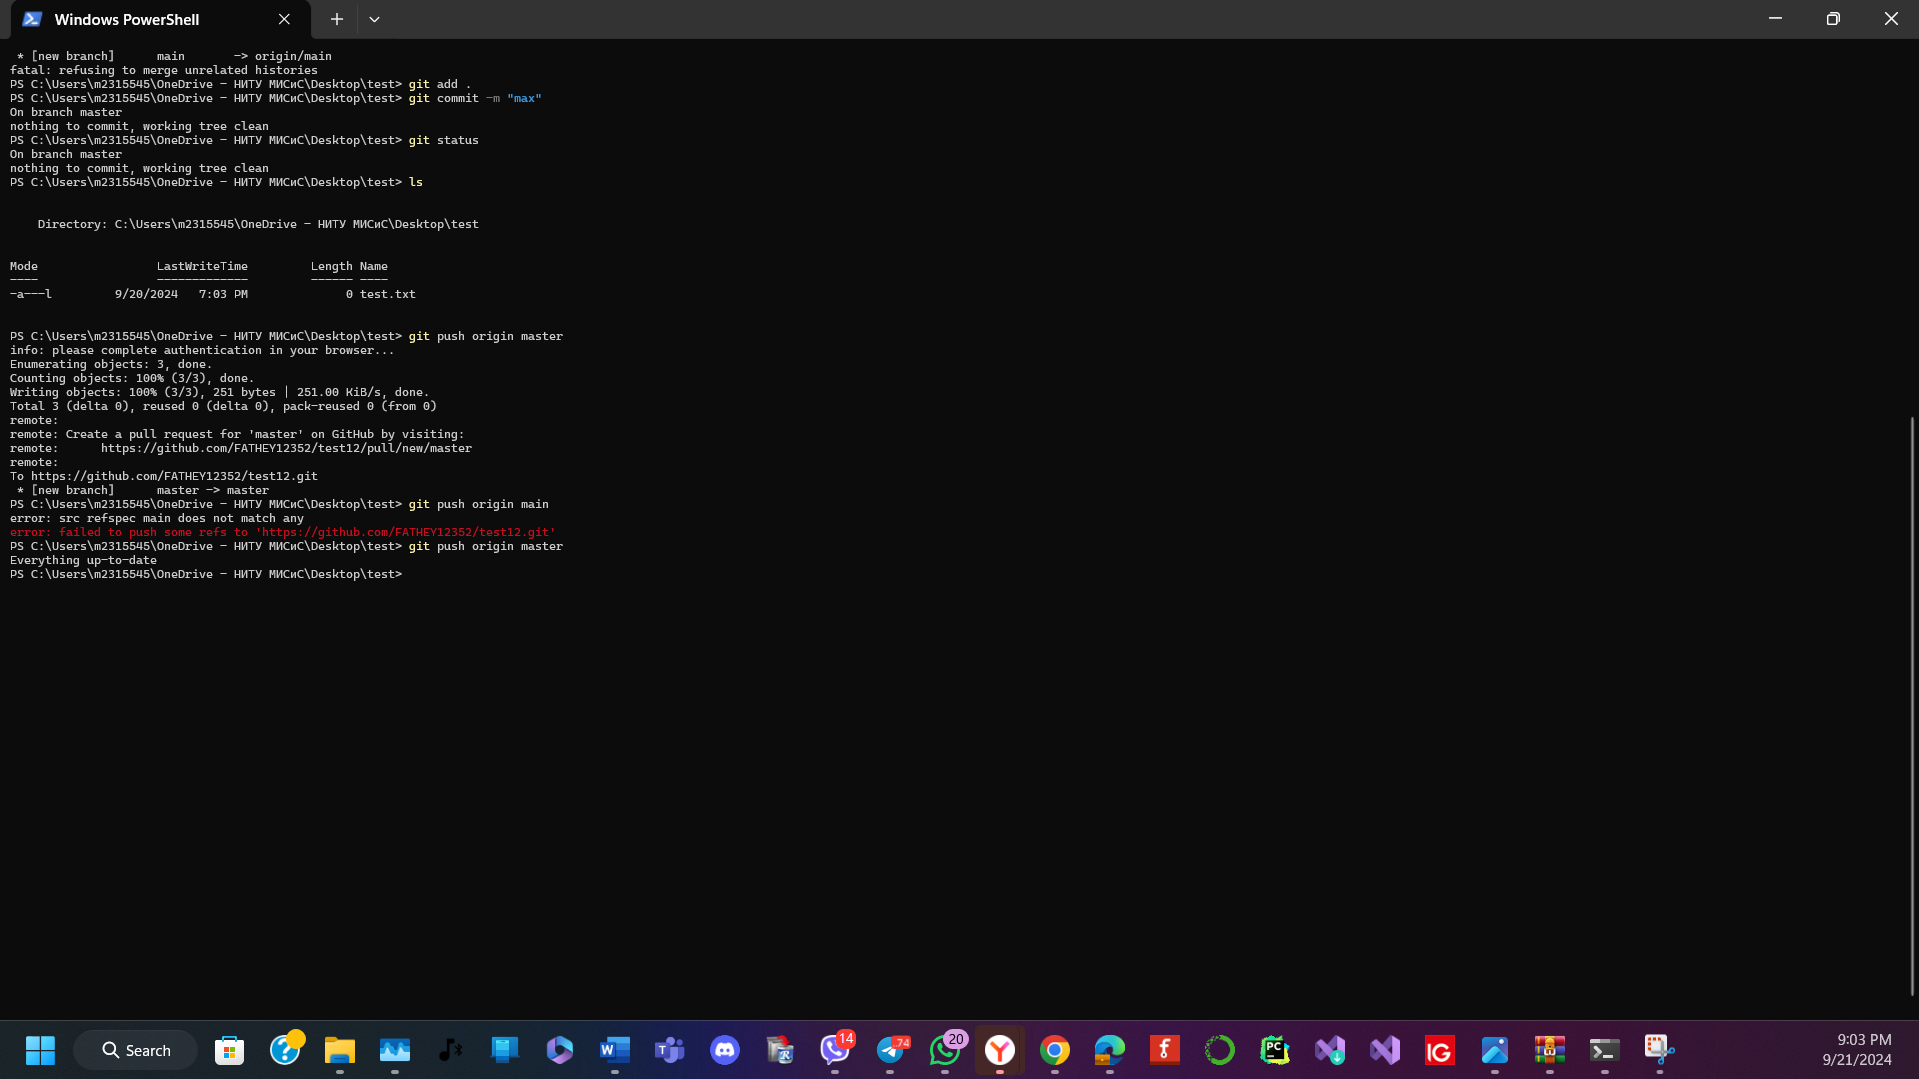 Windows PowerShell
 * [new branch]      main       -> origin/main
fatal: refusing to merge unrelated histories
PS C:\Users\m2315545\OneDrive - НИТУ МИСиС\Desktop\test> git add .
PS C:\Users\m2315545\OneDrive - НИТУ МИСиС\Desktop\test> git commit -m "max"
On branch master
nothing to commit, working tree clean
PS C:\Users\m2315545\OneDrive - НИТУ МИСиС\Desktop\test> git status
On branch master
nothing to commit, working tree clean
PS C:\Users\m2315545\OneDrive - НИТУ МИСиС\Desktop\test> ls
    Directory: C:\Users\m2315545\OneDrive - НИТУ МИСиС\Desktop\test
Mode                 LastWriteTime         Length Name
----                 -------------         ------ ----
-a---l         9/20/2024   7:03 PM              0 test.txt
PS C:\Users\m2315545\OneDrive - НИТУ МИСиС\Desktop\test> git push origin master
info: please complete authentication in your browser...
Enumerating objects: 3, done.
Counting objects: 100% (3/3), done.
Writing objects: 100% (3/3), 251 bytes | 251.00 KiB/s, done.
Total 3 (delta 0), reused 0 (delta 0), pack-reused 0 (from 0)
remote:
remote: Create a pull request for 'master' on GitHub by visiting:
remote:      https://github.com/FATHEY12352/test12/pull/new/master
remote:
To https://github.com/FATHEY12352/test12.git
 * [new branch]      master -> master
PS C:\Users\m2315545\OneDrive - НИТУ МИСиС\Desktop\test> git push origin main
error: src refspec main does not match any
error: failed to push some refs to 'https://github.com/FATHEY12352/test12.git'
PS C:\Users\m2315545\OneDrive - НИТУ МИСиС\Desktop\test> git push origin master
Everything up-to-date
PS C:\Users\m2315545\OneDrive - НИТУ МИСиС\Desktop\test>
Search
14
74
20
PC
IG
9:03 PM
9/21/2024